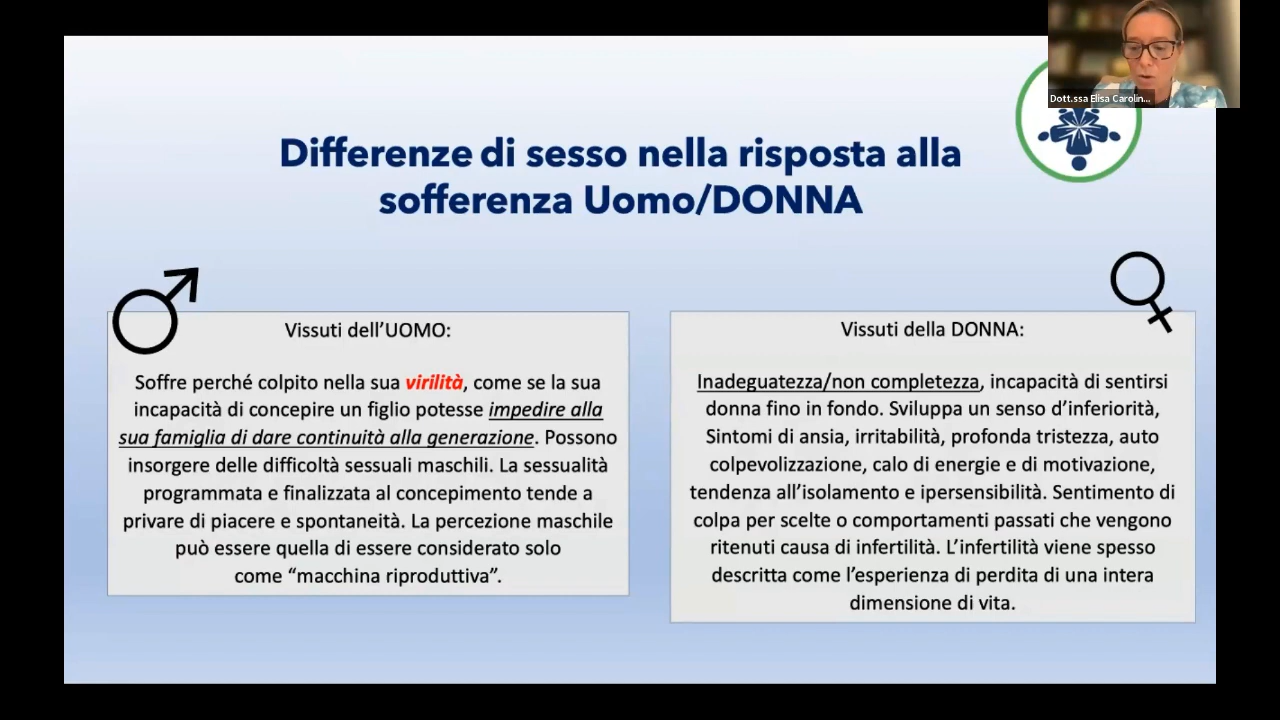 Dott.ssa Elisa Carolin...
Differenze di sesso nella risposta alla
sofferenza Uomo/DONNA
Vissuti dell’UOMO:
Soffre perché colpito nella sua virilità, come se la sua
incapacità di concepire un figlio potesse impedire alla
sua famiglia di dare continuità alla generazione. Possono
insorgere delle difficoltà sessuali maschili. La sessualità
programmata e finalizzata al concepimento tende a
privare di piacere e spontaneità. La percezione maschile
può essere quella di essere considerato solo
come “macchina riproduttiva”.
Vissuti della DONNA:
Inadeguatezza/non completezza, incapacità di sentirsi
donna fino in fondo. Sviluppa un senso d’inferiorità,
Sintomi di ansia, irritabilità, profonda tristezza, auto
colpevolizzazione, calo di energie e di motivazione,
tendenza all’isolamento e ipersensibilità. Sentimento di
colpa per scelte o comportamenti passati che vengono
ritenuti causa di infertilità. L’infertilità viene spesso
descritta come l’esperienza di perdita di una intera
dimensione di vita.